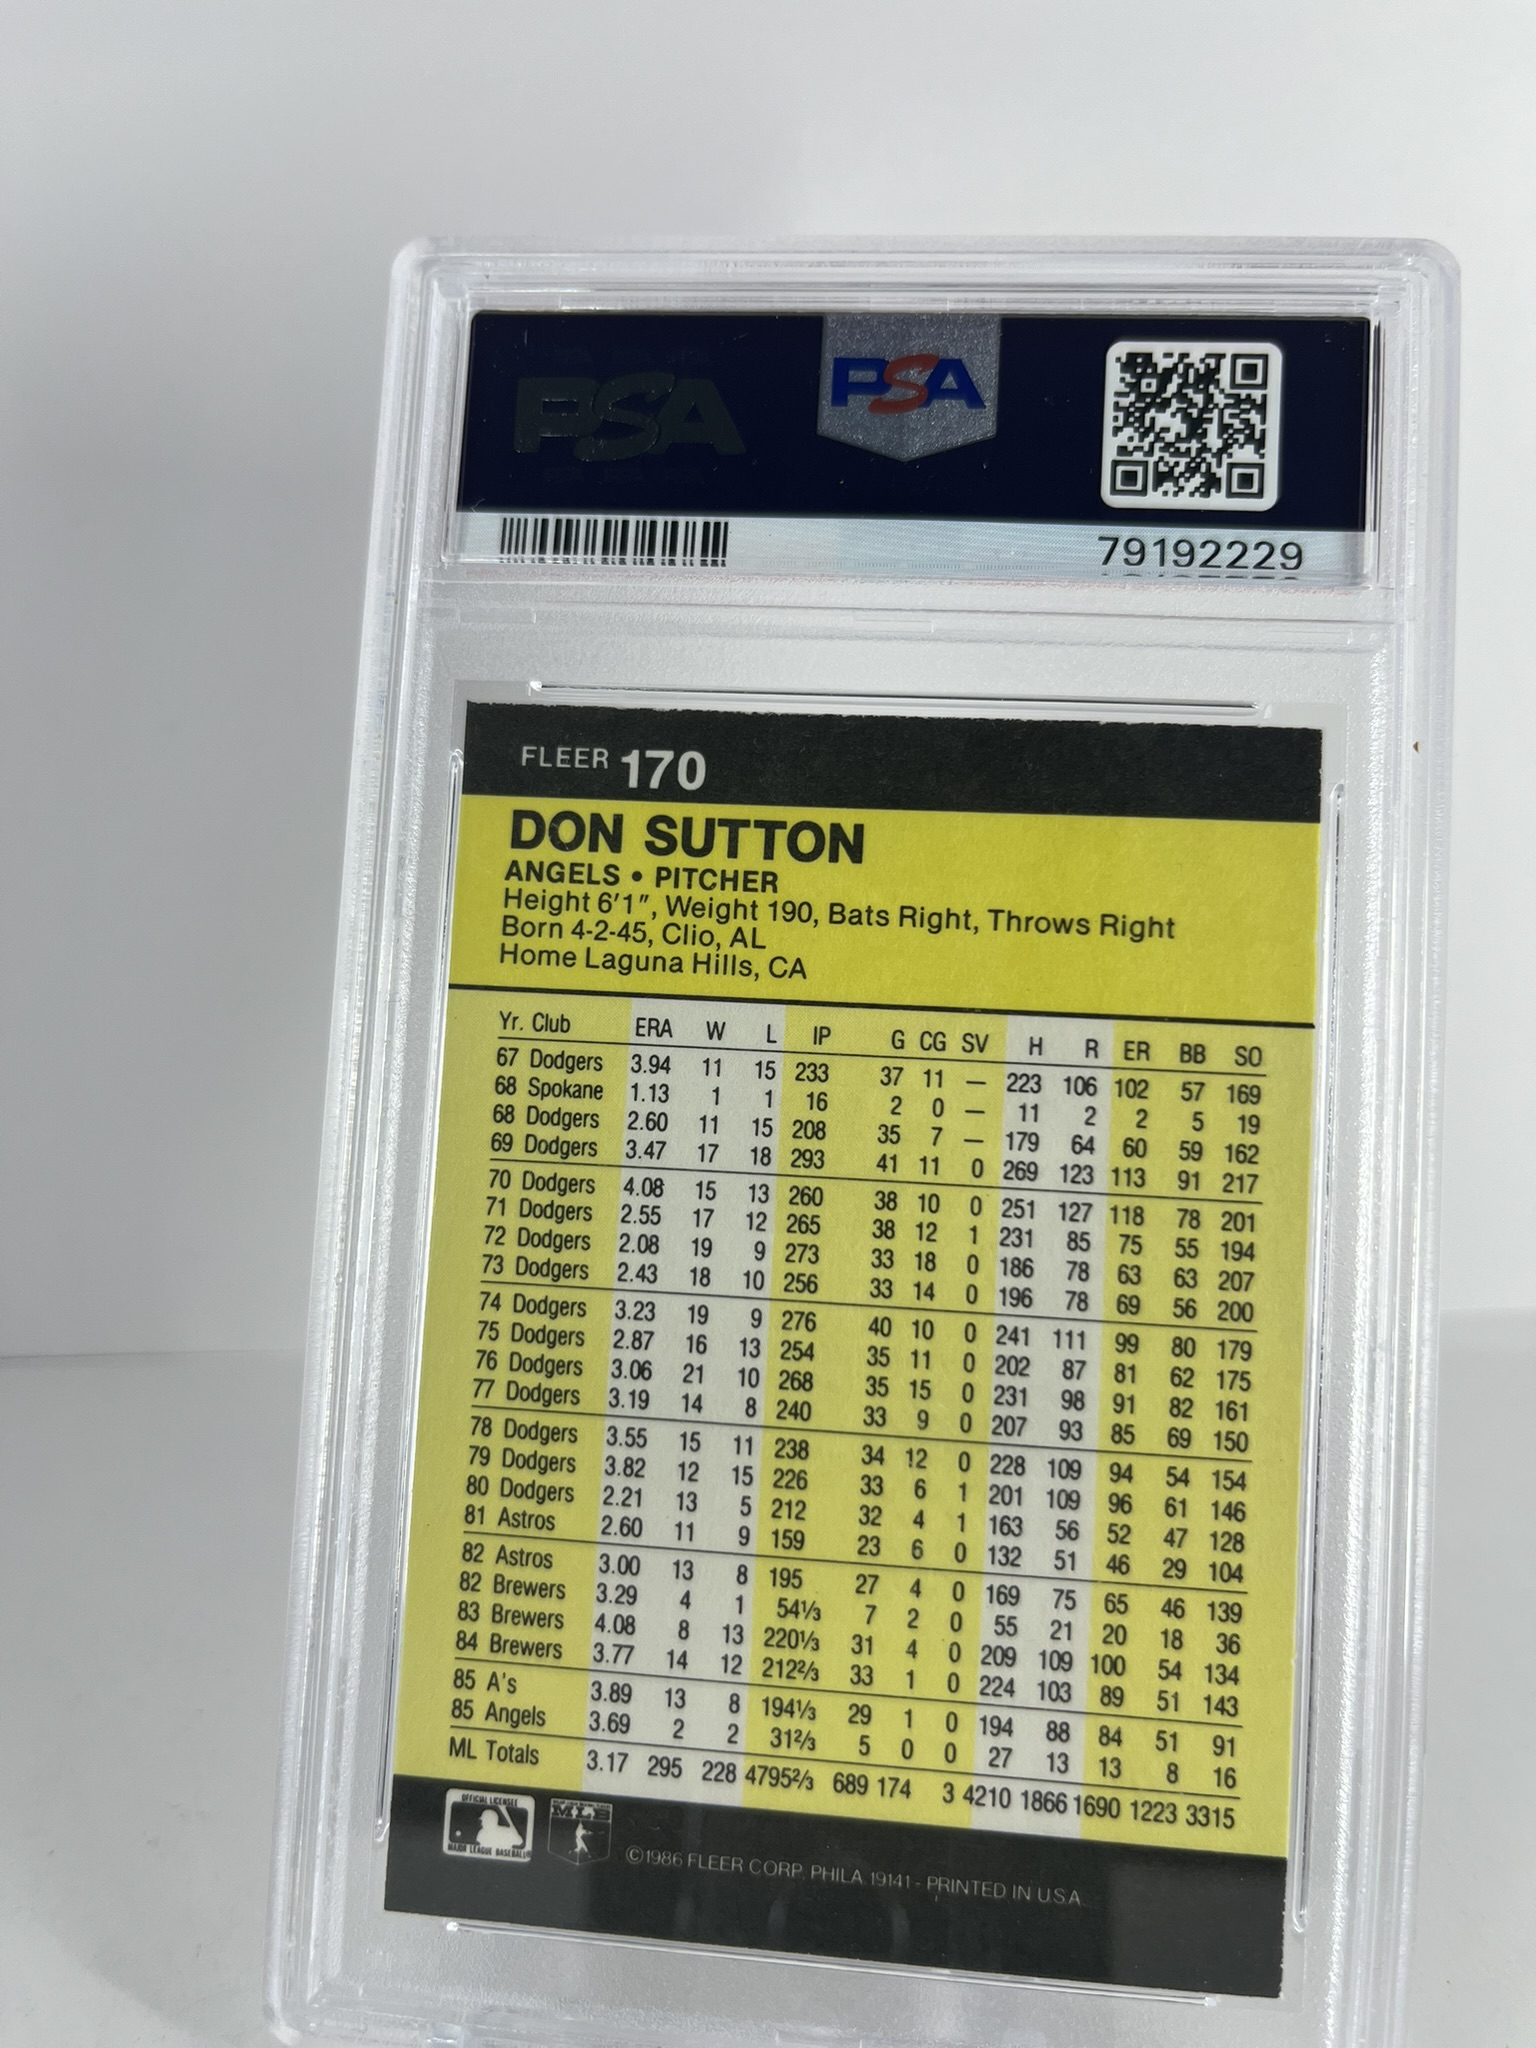 PSA
PSA
79192229
FLEER 170
DON SUTTON
ANGELS • PITCHER
Height 6'1", Weight 190, Bats Right, Throws Right
Born 4-2-45, Clio, AL
Home Laguna Hills, CA
Yr. Club ERA W L IP G CG SV H R ER BB SO
67 Dodgers 3.94 11 15 233 37 11 — 223 106 102 57 169
68 Spokane 1.13 1 1 16 2 0 — 11 2 2 5 19
68 Dodgers 2.60 11 15 208 35 7 — 179 64 60 59 162
69 Dodgers 3.47 17 18 293 41 11 0 269 123 113 91 217
70 Dodgers 4.08 15 13 260 38 10 0 251 127 118 78 201
71 Dodgers 2.55 17 12 265 38 12 1 231 85 75 55 194
72 Dodgers 2.08 19 9 273 33 18 0 186 78 63 63 207
73 Dodgers 2.43 18 10 256 33 14 0 196 78 69 56 200
74 Dodgers 3.23 19 9 276 40 10 0 241 111 99 80 179
75 Dodgers 2.87 16 13 254 35 11 0 202 87 81 62 175
76 Dodgers 3.06 21 10 268 35 15 0 231 98 91 82 161
77 Dodgers 3.19 14 8 240 33 9 0 207 93 85 69 150
78 Dodgers 3.55 15 11 238 34 12 0 228 109 94 54 154
79 Dodgers 3.82 12 15 226 33 6 1 201 109 96 61 146
80 Dodgers 2.21 13 5 212 32 4 1 163 56 52 47 128
81 Astros 2.60 11 9 159 23 6 0 132 51 46 29 104
82 Astros 3.00 13 8 195 27 4 0 169 75 65 46 139
82 Brewers 3.29 4 1 54⅓ 7 2 0 55 21 20 18 36
83 Brewers 4.08 8 13 220⅓ 31 4 0 209 109 100 54 134
84 Brewers 3.77 14 12 212⅔ 33 1 0 224 103 89 51 143
85 A's 3.89 13 8 194⅓ 29 1 0 194 88 84 51 91
85 Angels 3.69 2 2 31⅔ 5 0 0 27 13 13 8 16
ML Totals 3.17 295 228 4795⅔ 689 174 3 4210 1866 1690 1223 3315
OFFICIAL LICENSEE
MAJOR LEAGUE BASEBALL
MLB
©1986 FLEER CORP. PHILA 19141 - PRINTED IN U.S.A.